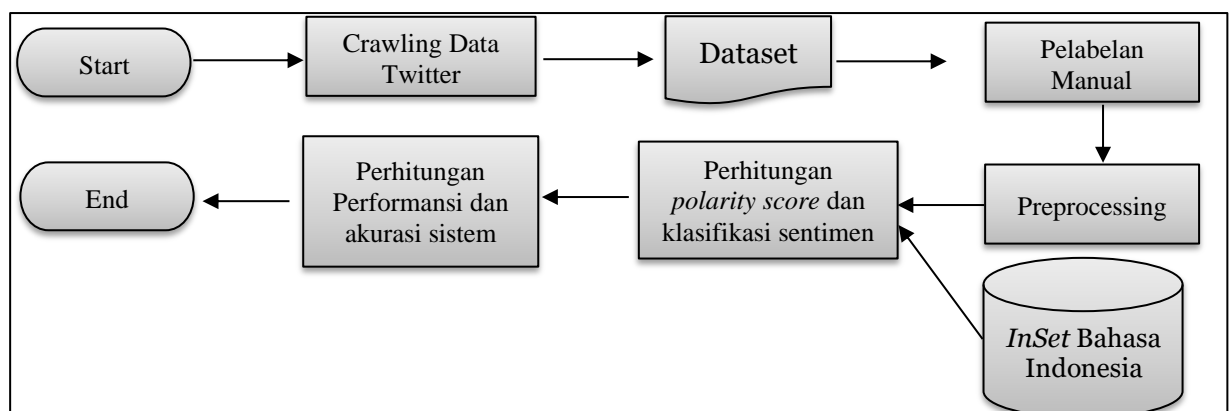 Start
Crawling Data
Twitter
Dataset
Pelabelan
Manual
End
Perhitungan
Performansi dan
akurasi sistem
Perhitungan
polarity score dan
klasifikasi sentimen
Preprocessing
InSet Bahasa
Indonesia